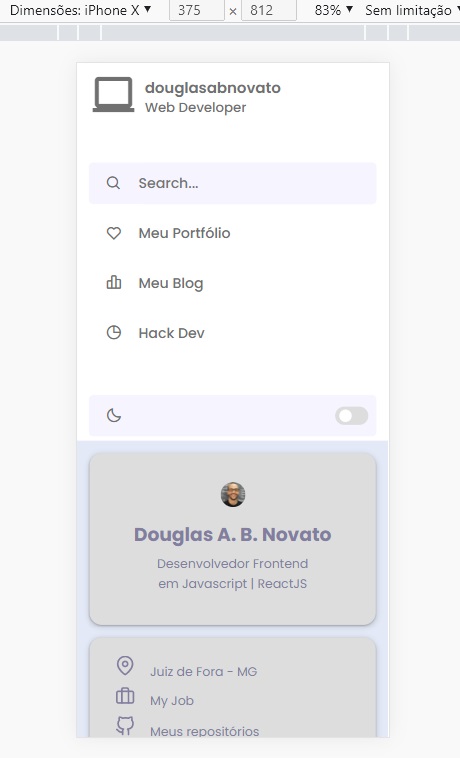 Dimensões: iPhone X ▼ 375 × 812 83% ▼ Sem limitação ▼
douglasabnovato
Web Developer
Search...
Meu Portfólio
Meu Blog
Hack Dev
Douglas A. B. Novato
Desenvolvedor Frontend
em Javascript | ReactJS
Juiz de Fora - MG
My Job
Meus repositórios